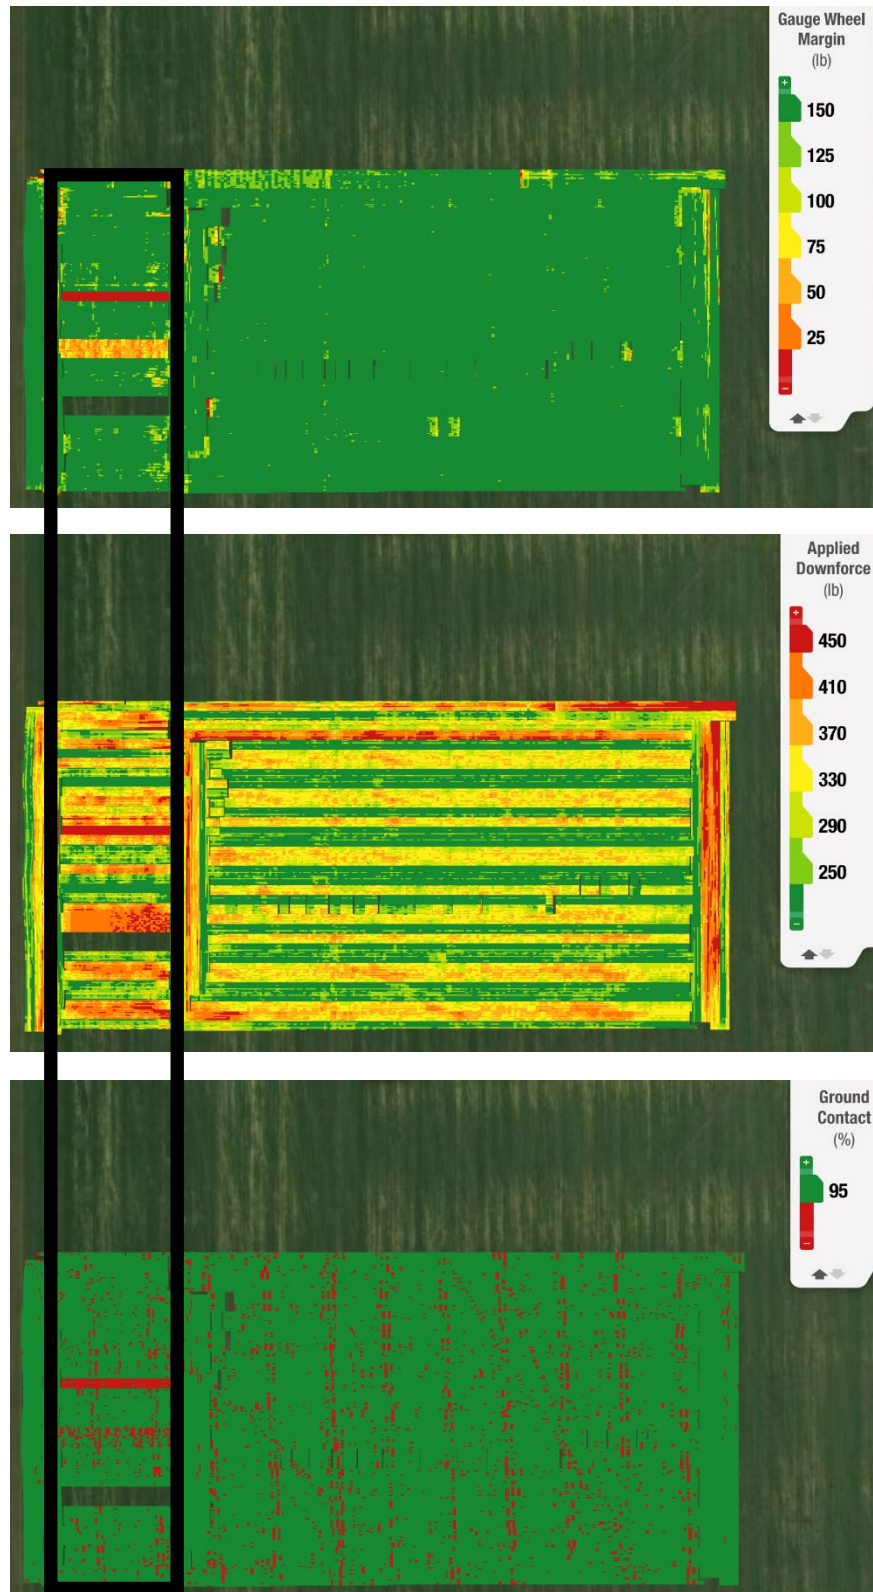 Gauge Wheel
Margin
(lb)
+
150
125
100
75
50
25
–
Applied
Downforce
(lb)
+
450
410
370
330
290
250
–
Ground
Contact
(%)
+
95
–